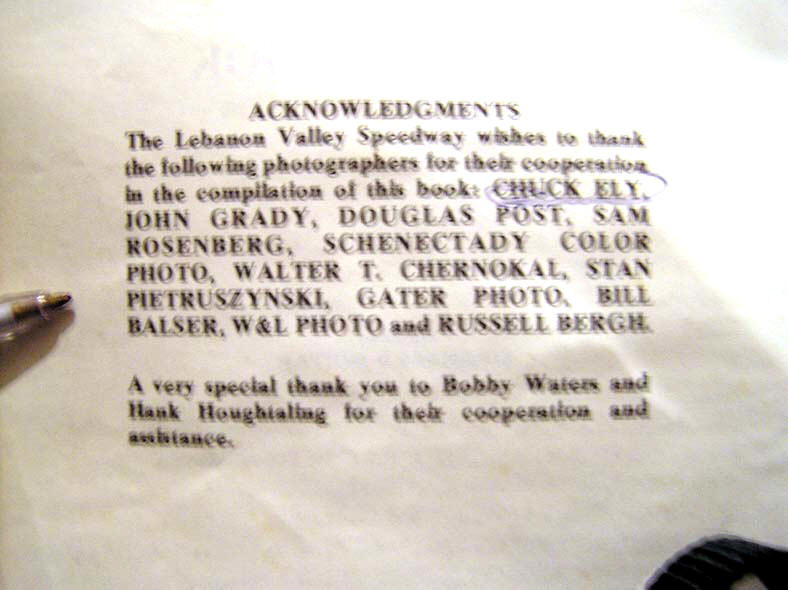 ACKNOWLEDGMENTS
The Lebanon Valley Speedway wishes to thank
the following photographers for their cooperation
in the compilation of this book: CHUCK ELY,
JOHN GRADY, DOUGLAS POST, SAM
ROSENBERG, SCHENECTADY COLOR
PHOTO, WALTER T. CHERNOKAL, STAN
PIETRUSZYNSKI, GATER PHOTO, BILL
BALSER, W&L PHOTO and RUSSELL BERGH.
A very special thank you to Bobby Waters and
Hank Houghtaling for their cooperation and
assistance.